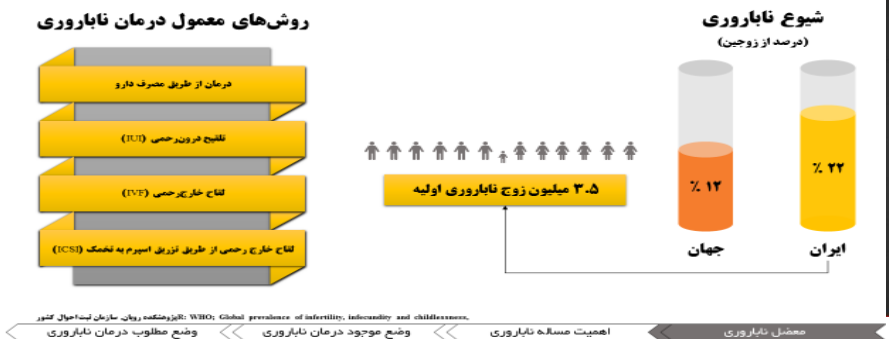 شیوع ناباروری
(درصد از زوجین)
٪ ۲۲
٪ ۱۲
ایران
جهان
۳.۵ میلیون زوج ناباروری اولیه
روش‌های معمول درمان ناباروری
درمان از طریق مصرف دارو
تلقیح درون‌رحمی (IUI)
لقاح خارج‌رحمی (IVF)
لقاح خارج رحمی از طریق تزریق اسپرم به تخمک (ICSI)
R: WHO; Global prevalence of infertility, infecundity and childlessness, پژوهشکده رویان، سازمان ثبت احوال کشور
معضل ناباروری
اهمیت مساله ناباروری
وضع موجود درمان ناباروری
وضع مطلوب درمان ناباروری